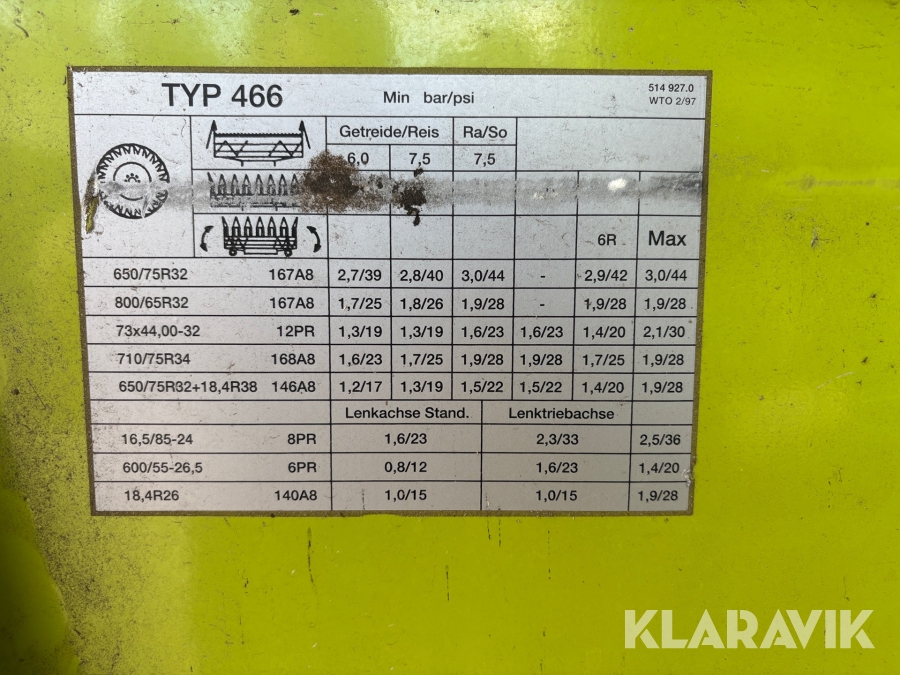 TYP 466 Min bar/psi 514 927.0
WTO 2/97
Getreide/Reis Ra/So
6,0 7,5 7,5
6R Max
650/75R32 167A8 2,7/39 2,8/40 3,0/44 - 2,9/42 3,0/44
800/65R32 167A8 1,7/25 1,8/26 1,9/28 - 1,9/28 1,9/28
73x44,00-32 12PR 1,3/19 1,3/19 1,6/23 1,6/23 1,4/20 2,1/30
710/75R34 168A8 1,6/23 1,7/25 1,9/28 1,9/28 1,7/25 1,9/28
650/75R32+18,4R38 146A8 1,2/17 1,3/19 1,5/22 1,5/22 1,4/20 1,9/28
Lenkachse Stand. Lenktriebachse
16,5/85-24 8PR 1,6/23 2,3/33 2,5/36
600/55-26,5 6PR 0,8/12 1,6/23 1,4/20
18,4R26 140A8 1,0/15 1,0/15 1,9/28
KLARAVIK